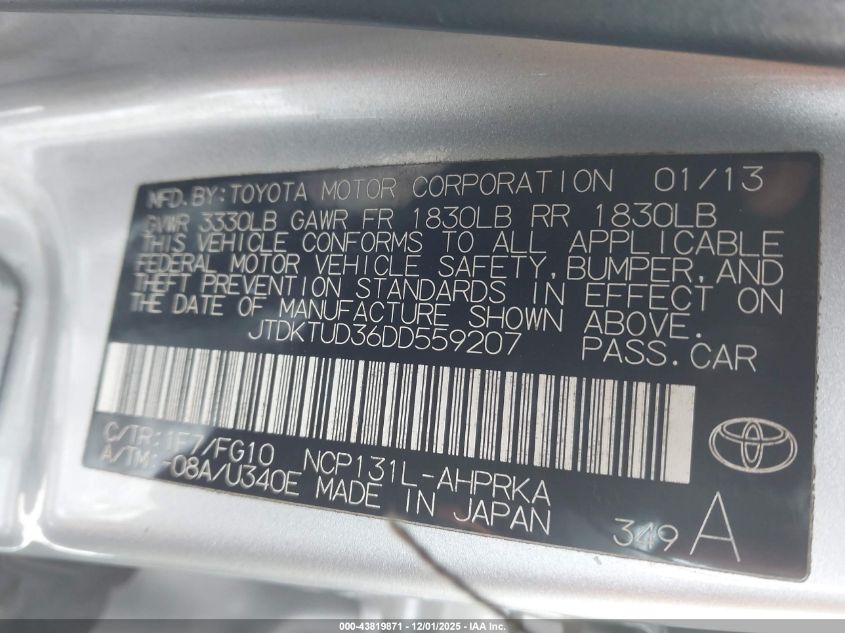 MFD.BY:TOYOTA MOTOR CORPORATION 01/13
GVWR 3330LB GAWR FR 1830LB RR 1830LB
THIS VEHICLE CONFORMS TO ALL APPLICABLE
FEDERAL MOTOR VEHICLE SAFETY,BUMPER,AND
THEFT PREVENTION STANDARDS IN EFFECT ON
THE DATE OF MANUFACTURE SHOWN ABOVE.
JTDKTUD36DD559207 PASS.CAR
C/TR:1F7/FG10 NCP131L-AHPRKA
A/TM:-08A/U340E MADE IN JAPAN
349 A
000-43819871 - 12/01/2025 - IAA Inc.